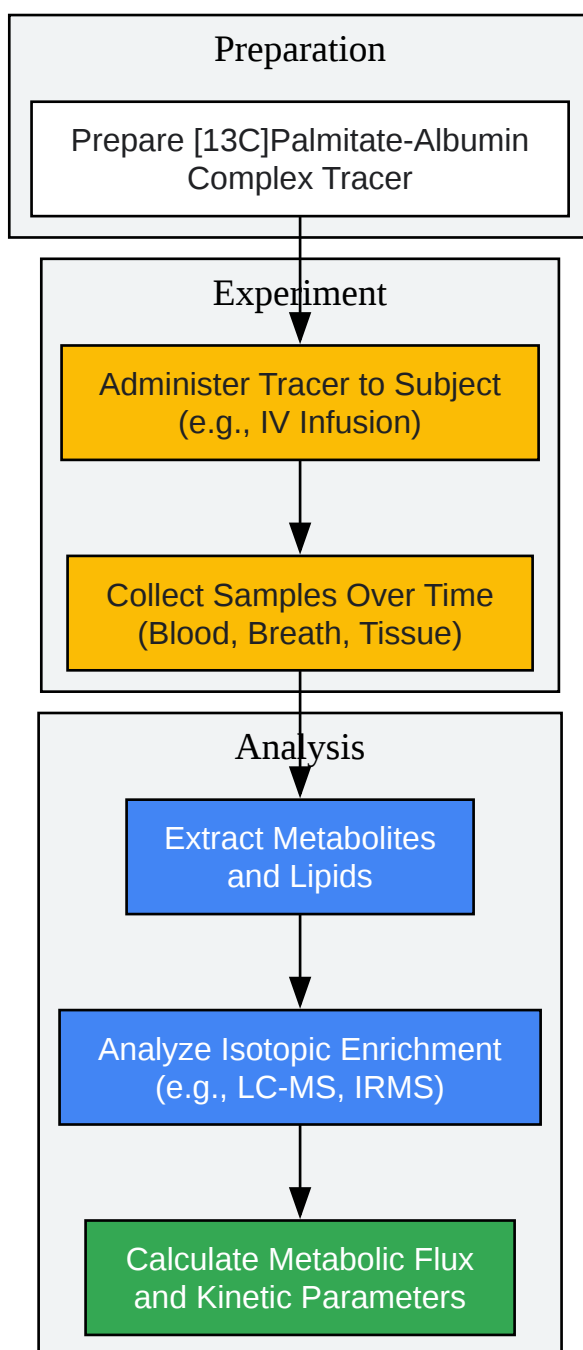 Preparation
Prepare [13C]Palmitate-Albumin
Complex Tracer
Experiment
Administer Tracer to Subject
(e.g., IV Infusion)
Collect Samples Over Time
(Blood, Breath, Tissue)
Analysis
Extract Metabolites
and Lipids
Analyze Isotopic Enrichment
(e.g., LC-MS, IRMS)
Calculate Metabolic Flux
and Kinetic Parameters